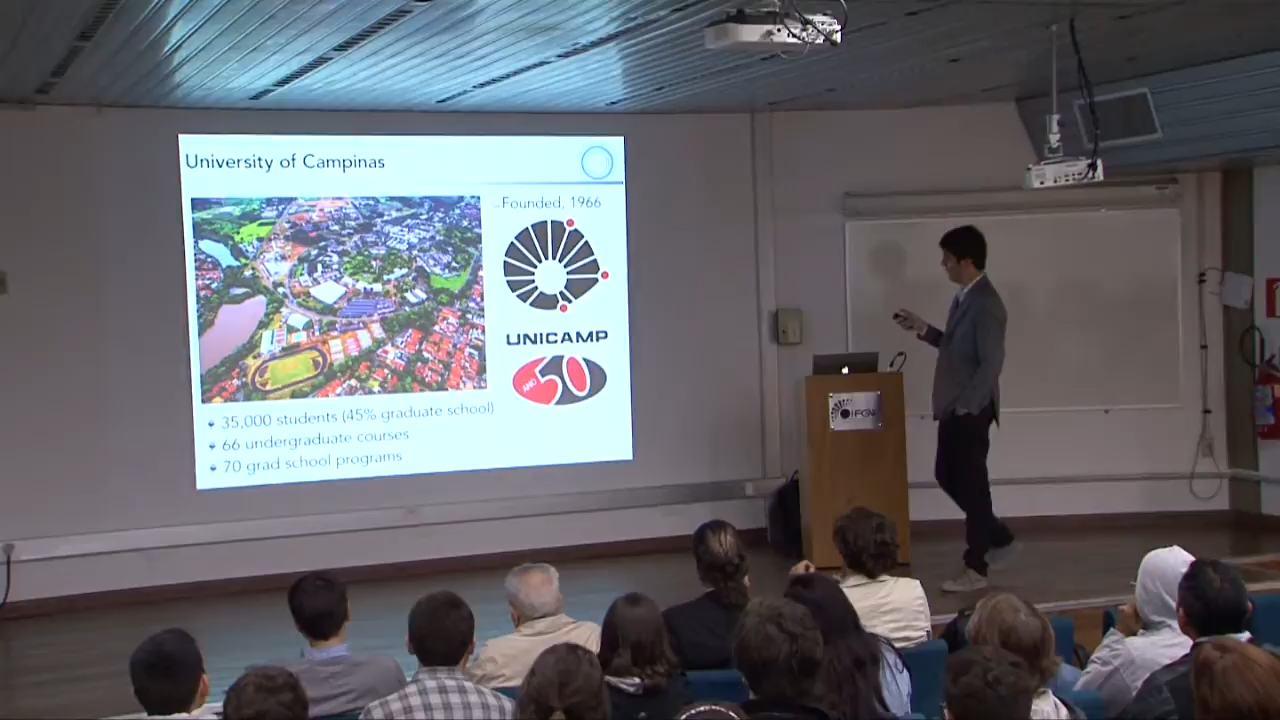 University of Campinas
Founded, 1966
UNICAMP
ANO 50
35,000 students (45% graduate school)
66 undergraduate courses
70 grad school programs
IFGW